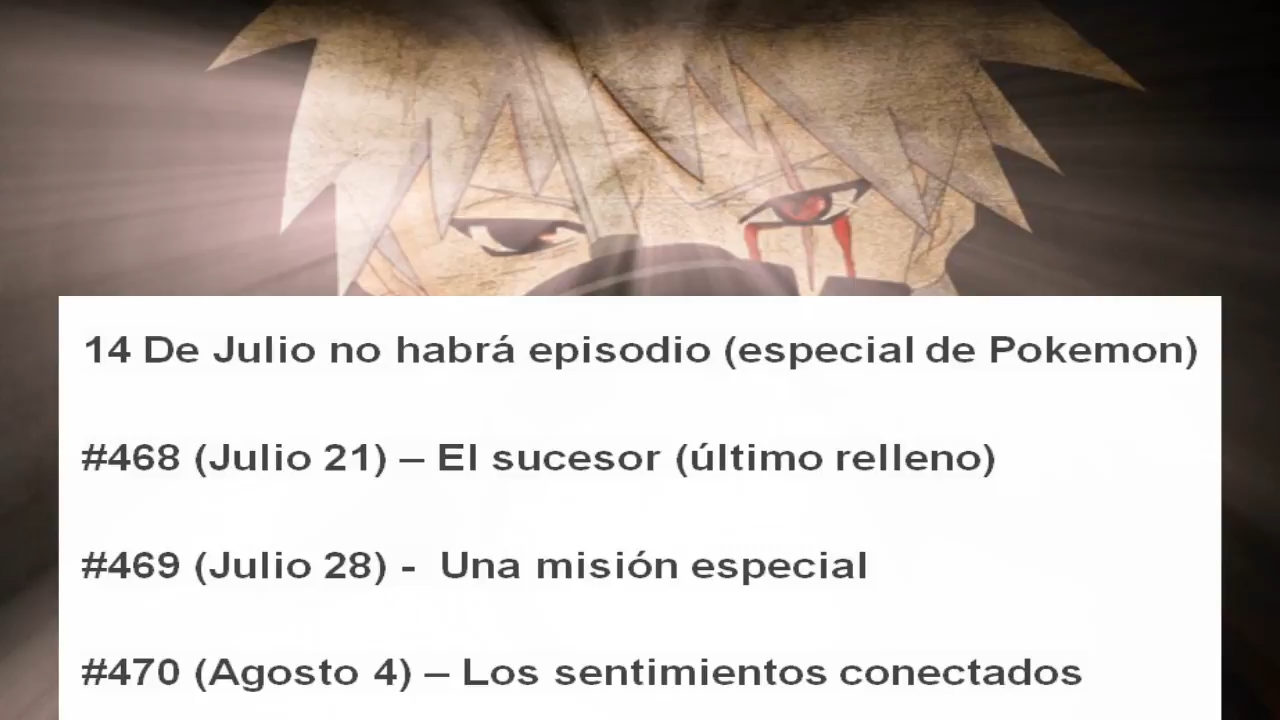 14 De Julio no habrá episodio (especial de Pokemon)
#468 (Julio 21) – El sucesor (último relleno)
#469 (Julio 28) - Una misión especial
#470 (Agosto 4) – Los sentimientos conectados